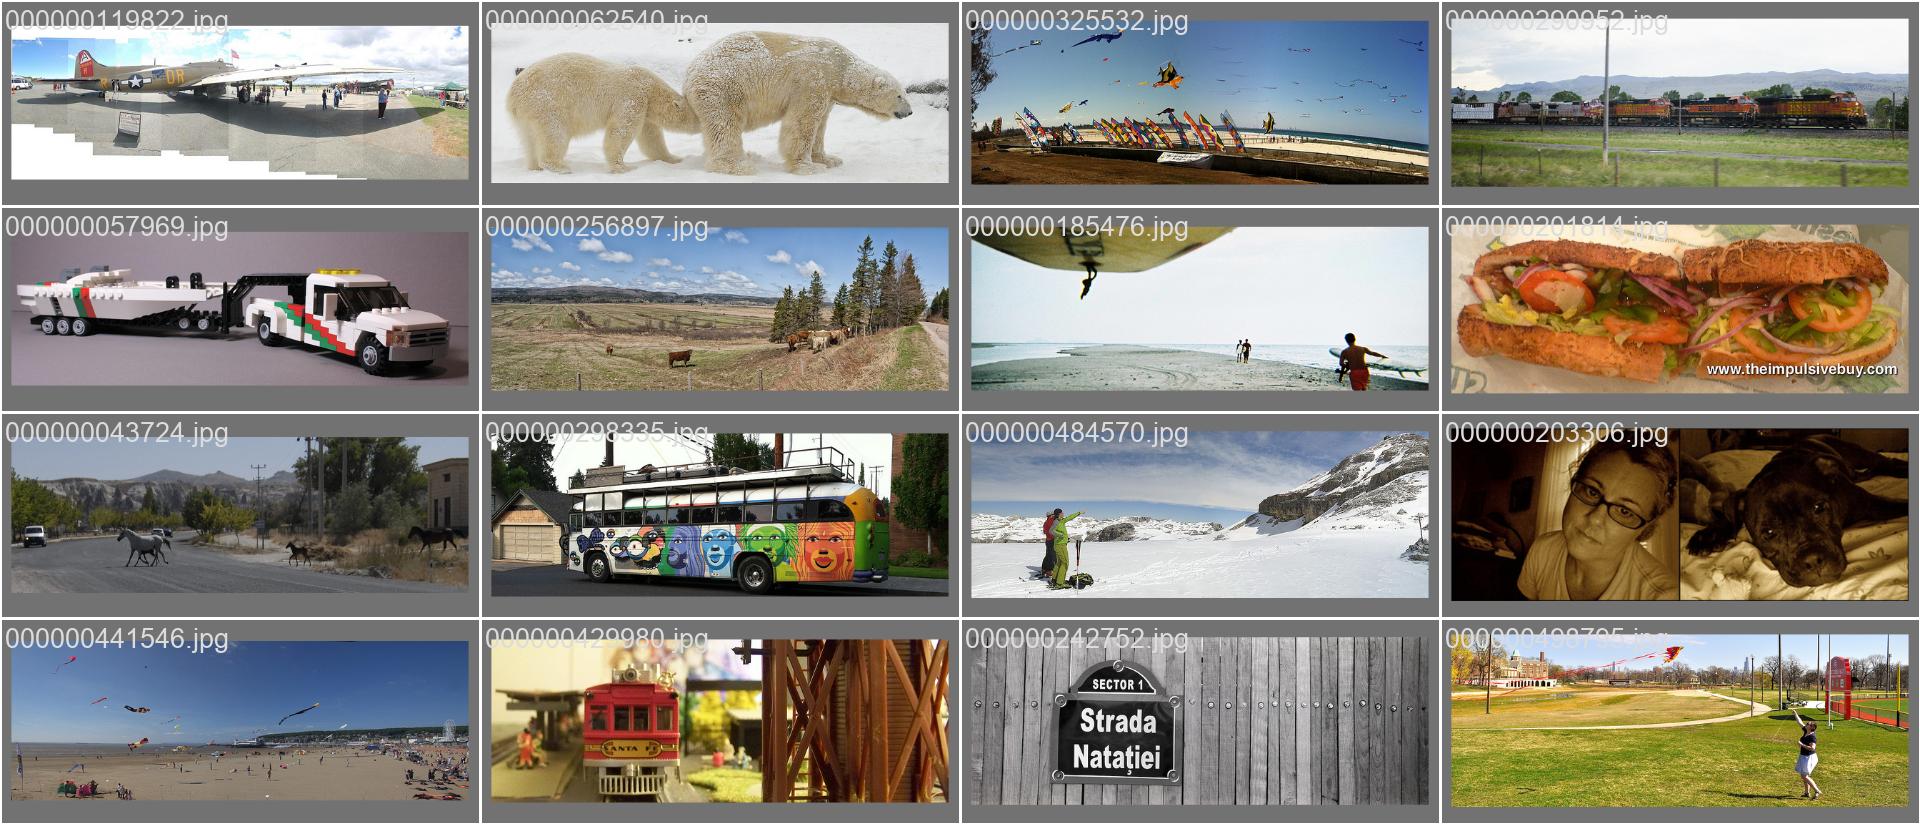 000000119822.jpg
000000062540.jpg
000000325532.jpg
000000290952.jpg
DR
000000057969.jpg
000000256897.jpg
000000185476.jpg
000000201814.jpg
www.theimpulsivebuy.com
000000043724.jpg
000000298335.jpg
000000484570.jpg
000000203306.jpg
000000441546.jpg
000000429980.jpg
000000242752.jpg
000000498795.jpg
SECTOR 1
Strada
Natației